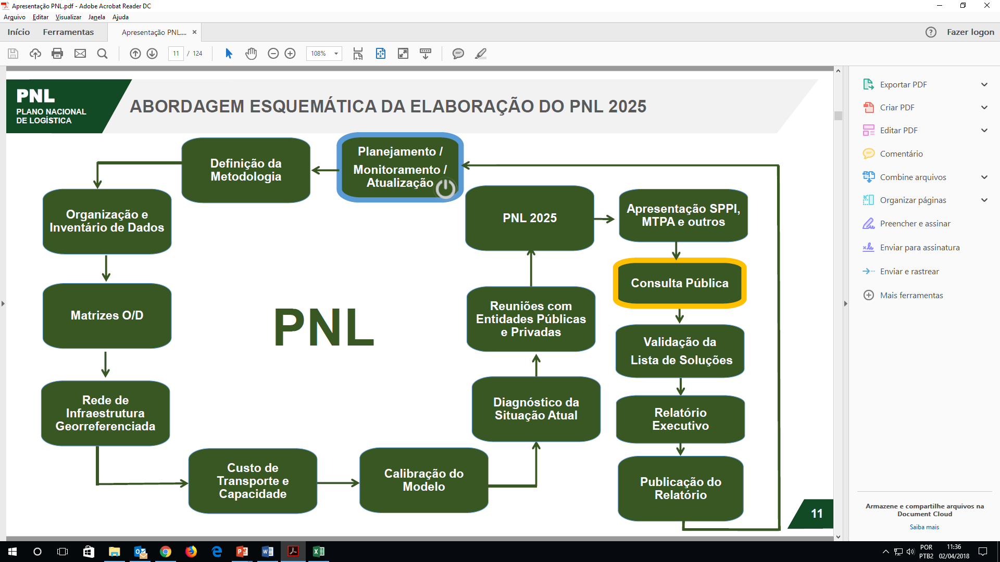 Apresentação PNL.pdf - Adobe Acrobat Reader DC
Arquivo Editar Visualizar Janela Ajuda
Início Ferramentas Apresentação PNL.... × ? Fazer logon
11 / 124 108%
PNL
PLANO NACIONAL
DE LOGÍSTICA
ABORDAGEM ESQUEMÁTICA DA ELABORAÇÃO DO PNL 2025
Planejamento /
Monitoramento /
Atualização
Definição da
Metodologia
Organização e
Inventário de Dados
Matrizes O/D
Rede de
Infraestrutura
Georreferenciada
Custo de
Transporte e
Capacidade
Calibração do
Modelo
Diagnóstico da
Situação Atual
Reuniões com
Entidades Públicas
e Privadas
PNL 2025
Apresentação SPPI,
MTPA e outros
Consulta Pública
Validação da
Lista de Soluções
Relatório
Executivo
Publicação do
Relatório
PNL
11
Exportar PDF
Criar PDF
Editar PDF
Comentário
Combine arquivos
Organizar páginas
Preencher e assinar
Enviar para assinatura
Enviar e rastrear
Mais ferramentas
Armazene e compartilhe arquivos na
Document Cloud
Saiba mais
POR
PTB2
11:36
02/04/2018